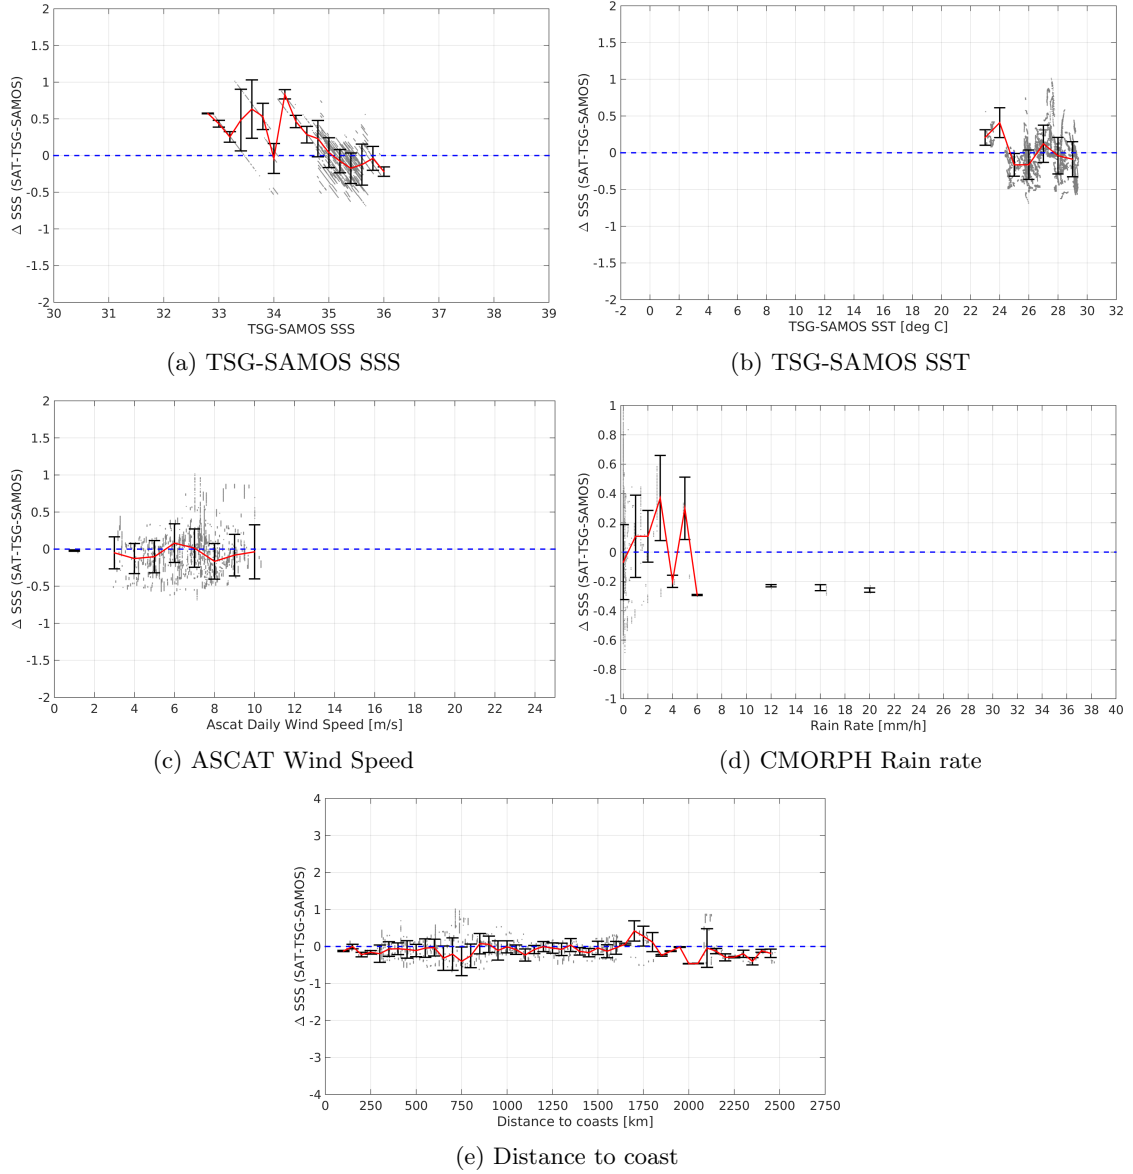 2
1.5
1
0.5
0
-0.5
-1
-1.5
-2
Δ SSS (SAT-TSG-SAMOS)
30 31 32 33 34 35 36 37 38 39
TSG-SAMOS SSS
(a) TSG-SAMOS SSS
2
1.5
1
0.5
0
-0.5
-1
-1.5
-2
Δ SSS (SAT-TSG-SAMOS)
-2 0 2 4 6 8 10 12 14 16 18 20 22 24 26 28 30 32
TSG-SAMOS SST [deg C]
(b) TSG-SAMOS SST
2
1.5
1
0.5
0
-0.5
-1
-1.5
-2
Δ SSS (SAT-TSG-SAMOS)
0 2 4 6 8 10 12 14 16 18 20 22 24
Ascat Daily Wind Speed [m/s]
(c) ASCAT Wind Speed
1
0.8
0.6
0.4
0.2
0
-0.2
-0.4
-0.6
-0.8
-1
Δ SSS (SAT-TSG-SAMOS)
0 2 4 6 8 10 12 14 16 18 20 22 24 26 28 30 32 34 36 38 40
Rain Rate [mm/h]
(d) CMORPH Rain rate
4
3
2
1
0
-1
-2
-3
-4
Δ SSS (SAT-TSG-SAMOS)
0 250 500 750 1000 1250 1500 1750 2000 2250 2500 2750
Distance to coasts [km]
(e) Distance to coast